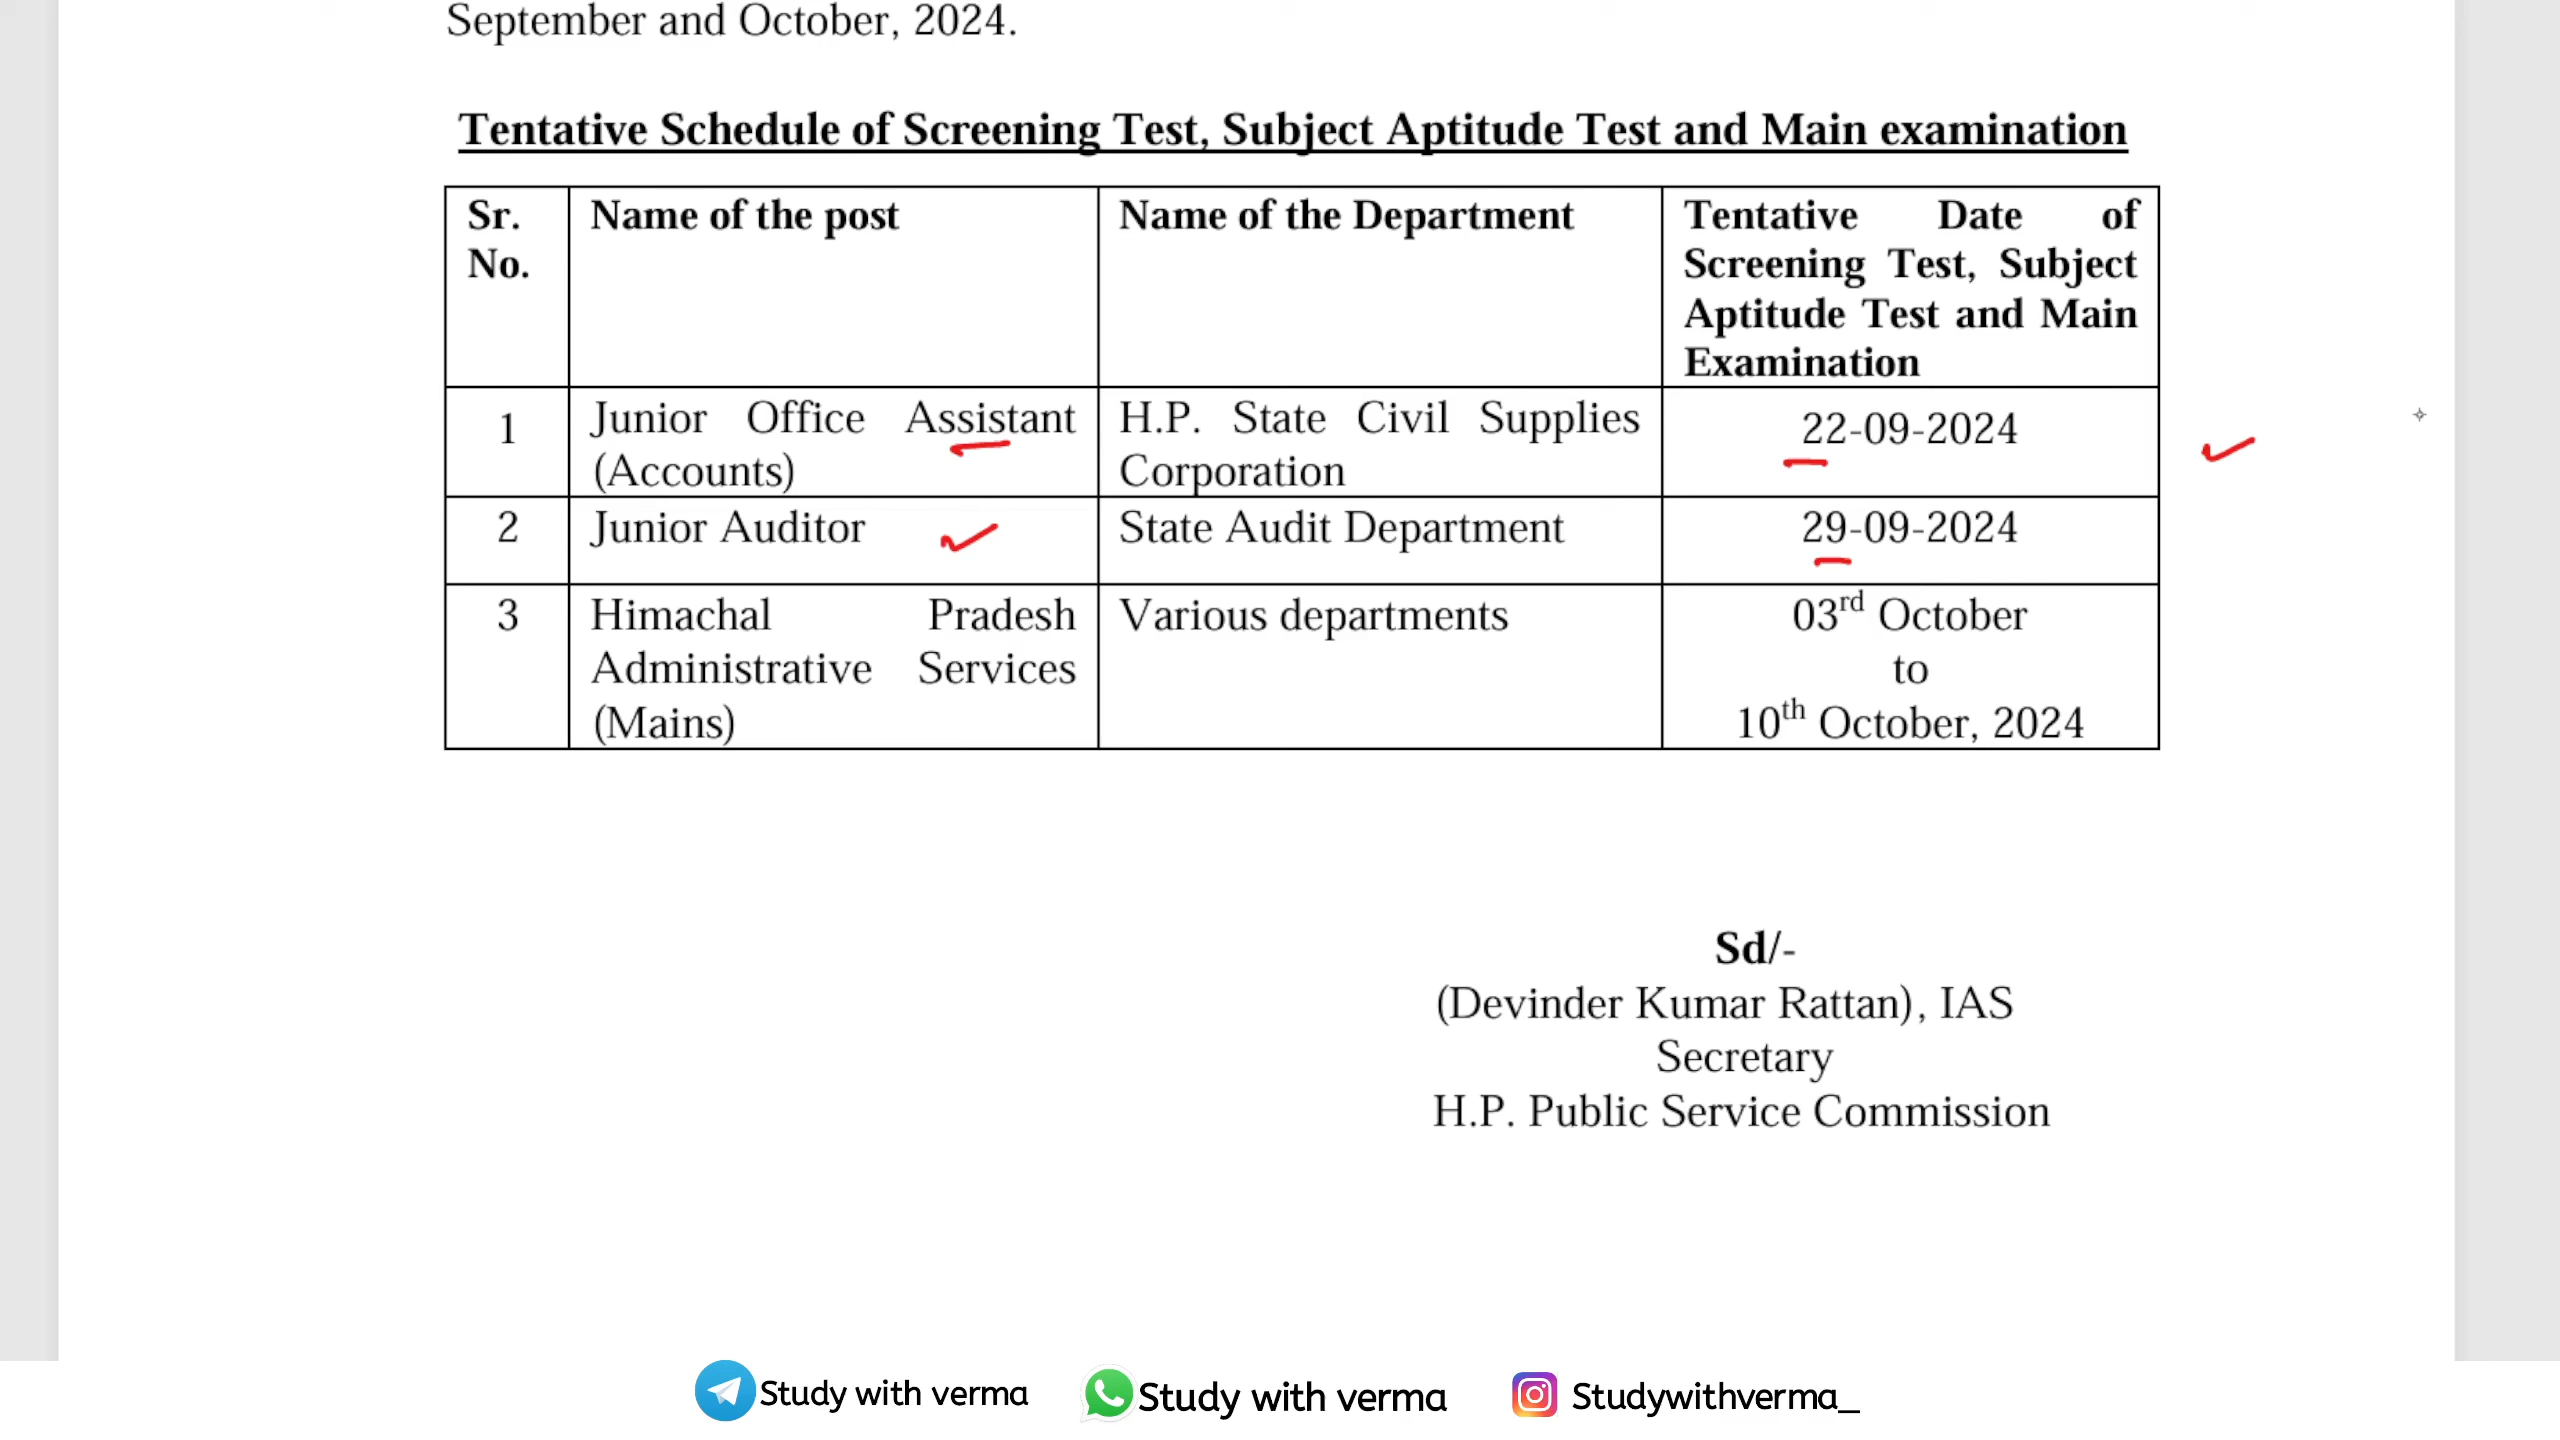 September and October, 2024.
Tentative Schedule of Screening Test, Subject Aptitude Test and Main examination
Sr. No. Name of the post Name of the Department Tentative Date of Screening Test, Subject Aptitude Test and Main Examination
1 Junior Office Assistant (Accounts) H.P. State Civil Supplies Corporation 22-09-2024
2 Junior Auditor State Audit Department 29-09-2024
3 Himachal Pradesh Administrative Services (Mains) Various departments 03rd October to 10th October, 2024
Sd/-
(Devinder Kumar Rattan), IAS
Secretary
H.P. Public Service Commission
Study with verma Study with verma Studywithverma_